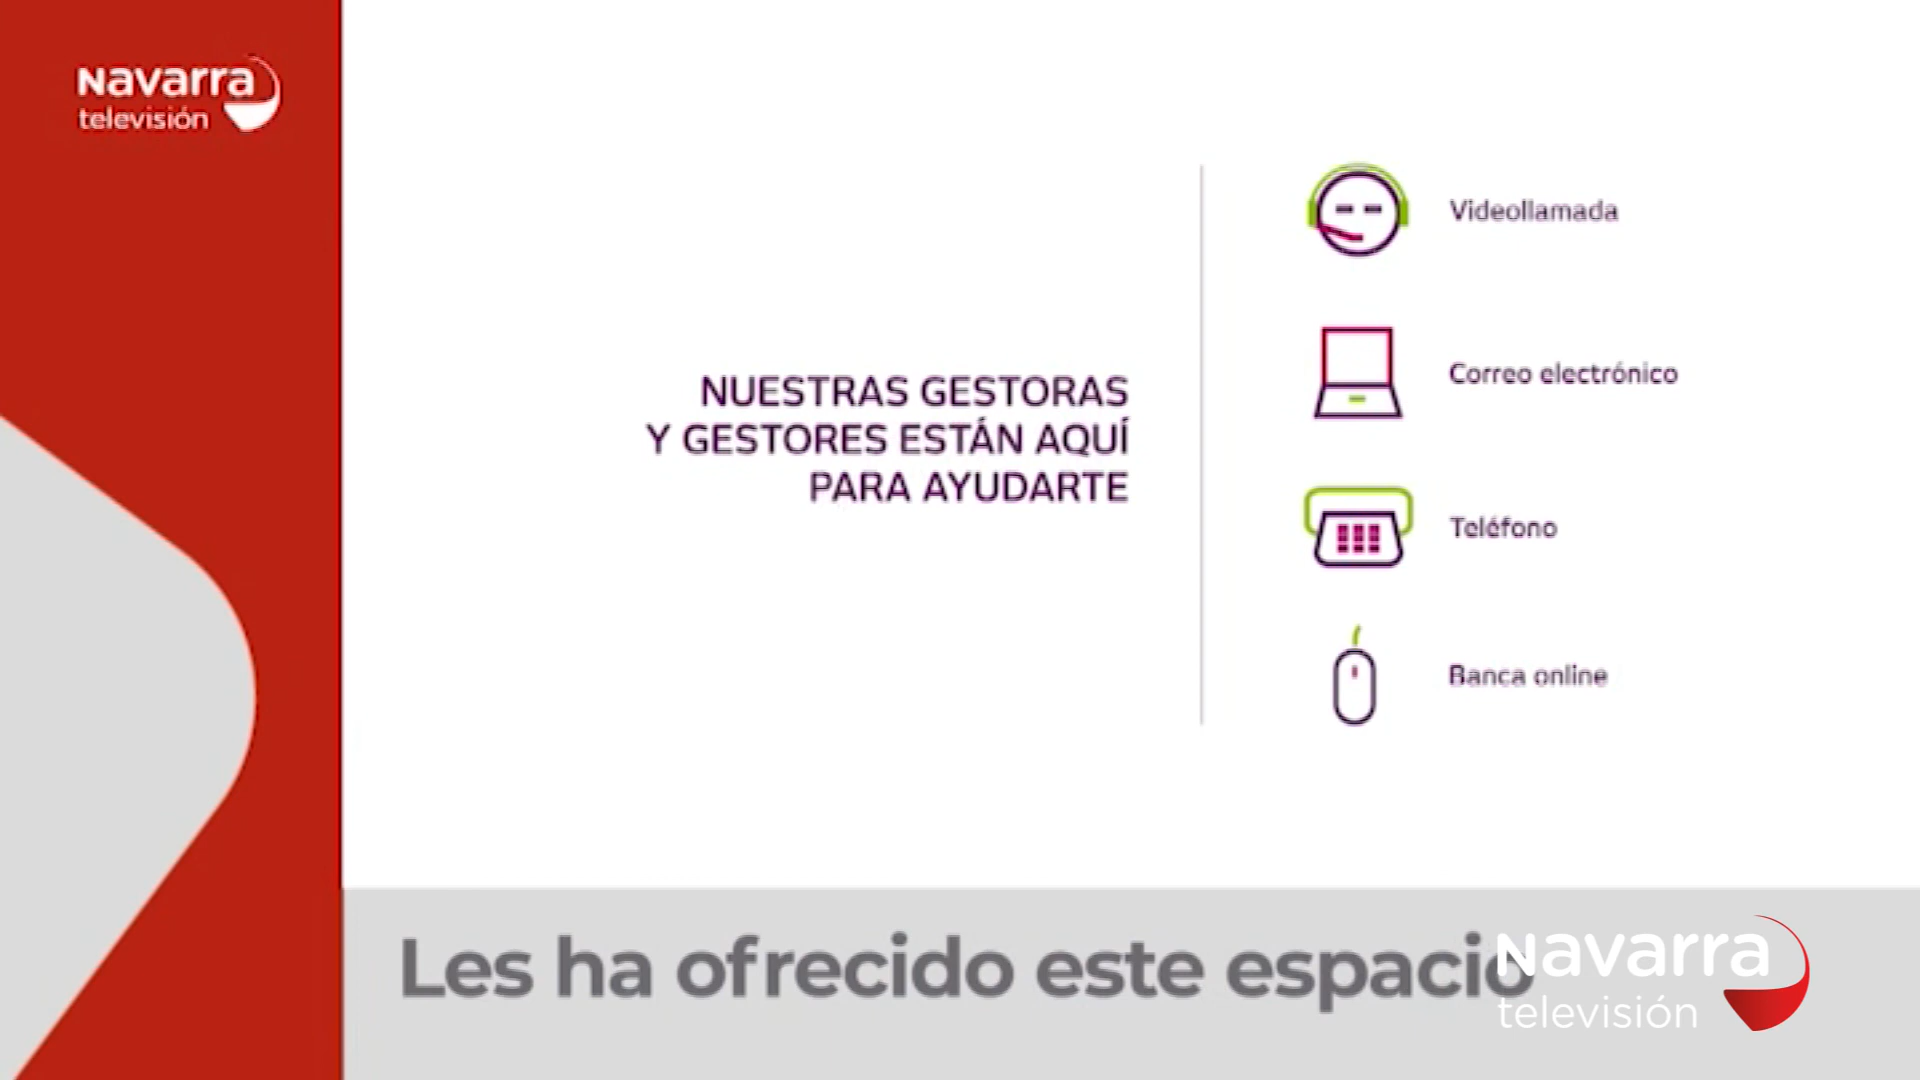 Navarra
televisión
NUESTRAS GESTORAS
Y GESTORES ESTÁN AQUÍ
PARA AYUDARTE
Videollamada
Correo electrónico
Teléfono
Banca online
Les ha ofrecido este espacio
Navarra
televisión